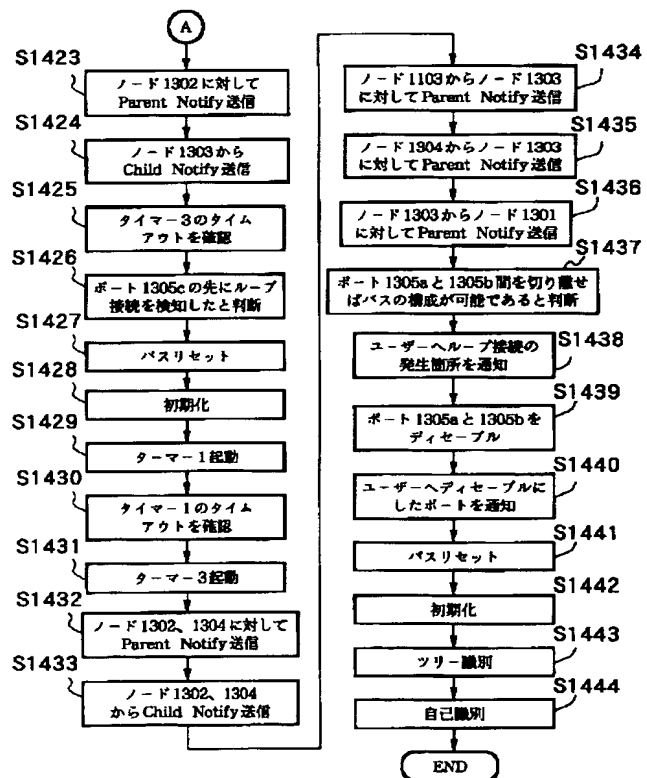 A
S1423
ノード1302に対して
Parent Notify送信
S1424
ノード1303から
Child Notify送信
S1425
タイマー3のタイム
アウトを確認
S1426
ポート1305cの先にループ
接続を検知したと判断
S1427
バスリセット
S1428
初期化
S1429
ターマー1起動
S1430
タイマー1のタイム
アウトを確認
S1431
ターマー3起動
S1432
ノード1302、1304に対して
Parent Notify送信
S1433
ノード1302、1304
からChild Notify送信
S1434
ノード1103からノード1303
に対してParent Notify送信
S1435
ノード1304からノード1303
に対してParent Notify送信
S1436
ノード1303からノード1301
に対してParent Notify送信
S1437
ポート1305aと1305b間を切り離せ
ばバスの構成が可能であると判断
S1438
ユーザーへループ接続の
発生箇所を通知
S1439
ポート1305aと1305bを
ディセーブル
S1440
ユーザーへディセーブルに
したポートを通知
S1441
バスリセット
S1442
初期化
S1443
ツリー識別
S1444
自己識別
END